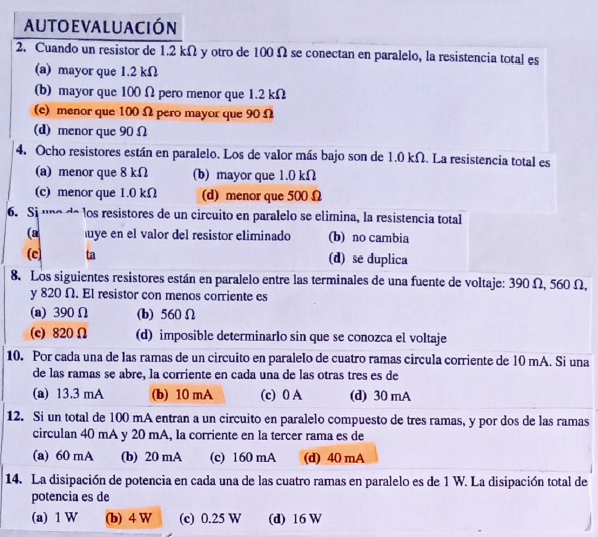 AUTOEVALUACIÓN
2. Cuando un resistor de 1.2 kΩ y otro de 100 Ω se conectan en paralelo, la resistencia total es
(a) mayor que 1.2 kΩ
(b) mayor que 100 Ω pero menor que 1.2 kΩ
(c) menor que 100 Ω pero mayor que 90 Ω
(d) menor que 90 Ω
4. Ocho resistores están en paralelo. Los de valor más bajo son de 1.0 kΩ. La resistencia total es
(a) menor que 8 kΩ (b) mayor que 1.0 kΩ
(c) menor que 1.0 kΩ (d) menor que 500 Ω
6. Si los resistores de un circuito en paralelo se elimina, la resistencia total
(a uye en el valor del resistor eliminado (b) no cambia
(c) ta (d) se duplica
8. Los siguientes resistores están en paralelo entre las terminales de una fuente de voltaje: 390 Ω, 560 Ω,
y 820 Ω. El resistor con menos corriente es
(a) 390 Ω (b) 560 Ω
(c) 820 Ω (d) imposible determinarlo sin que se conozca el voltaje
10. Por cada una de las ramas de un circuito en paralelo de cuatro ramas circula corriente de 10 mA. Si una
de las ramas se abre, la corriente en cada una de las otras tres es de
(a) 13.3 mA (b) 10 mA (c) 0 A (d) 30 mA
12. Si un total de 100 mA entran a un circuito en paralelo compuesto de tres ramas, y por dos de las ramas
circulan 40 mA y 20 mA, la corriente en la tercer rama es de
(a) 60 mA (b) 20 mA (c) 160 mA (d) 40 mA
14. La disipación de potencia en cada una de las cuatro ramas en paralelo es de 1 W. La disipación total de
potencia es de
(a) 1 W (b) 4 W (c) 0.25 W (d) 16 W